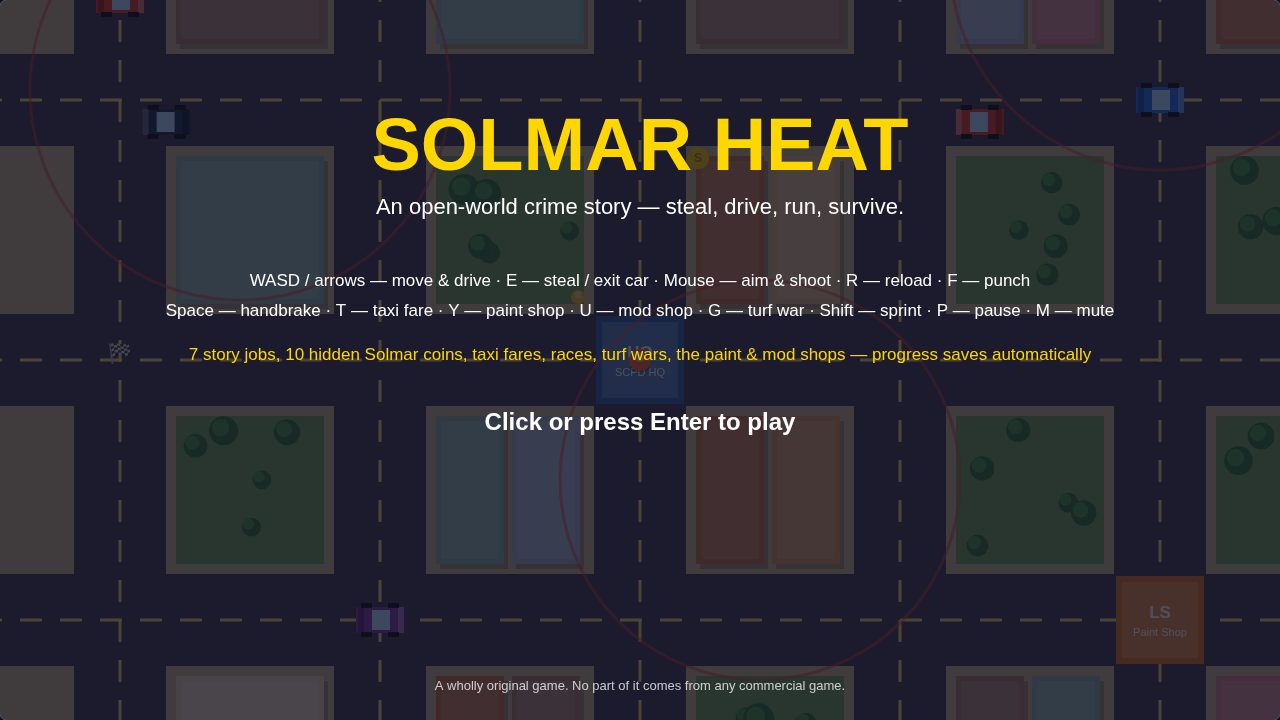 SOLMAR HEAT
S
An open-world crime story — steal, drive, run, survive.
WASD / arrows — move & drive · E — steal / exit car · Mouse — aim & shoot · R — reload · F — punch
Space — handbrake · T — taxi fare · Y — paint shop · U — mod shop · G — turf war · Shift — sprint · P — pause · M — mute
7 story jobs, 10 hidden Solmar coins, taxi fares, races, turf wars, the paint & mod shops — progress saves automatically
HQ
SCPD HQ
Click or press Enter to play
LS
Paint Shop
A wholly original game. No part of it comes from any commercial game.